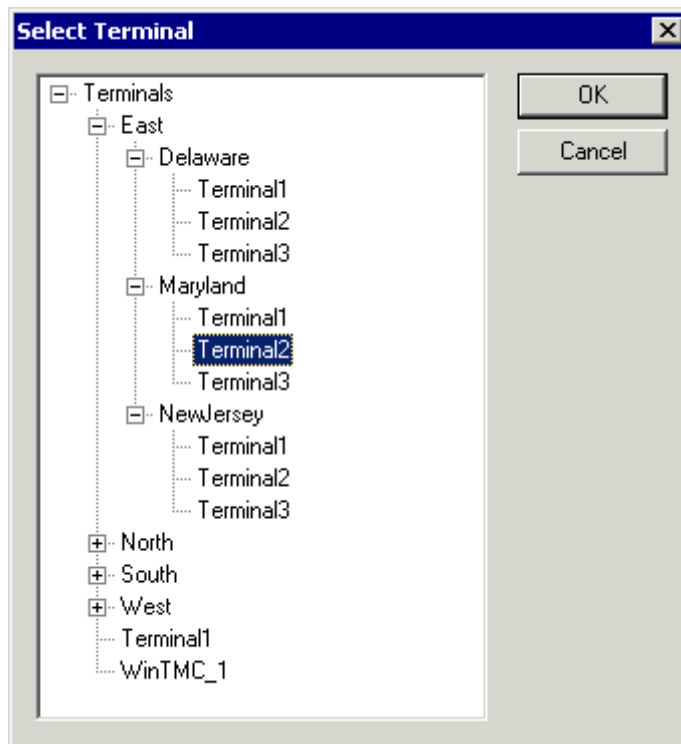 Select Terminal
Terminals
OK
East
Cancel
Delaware
Terminal1
Terminal2
Terminal3
Maryland
Terminal1
Terminal2
Terminal3
NewJersey
Terminal1
Terminal2
Terminal3
North
South
West
Terminal1
WinTMC_1